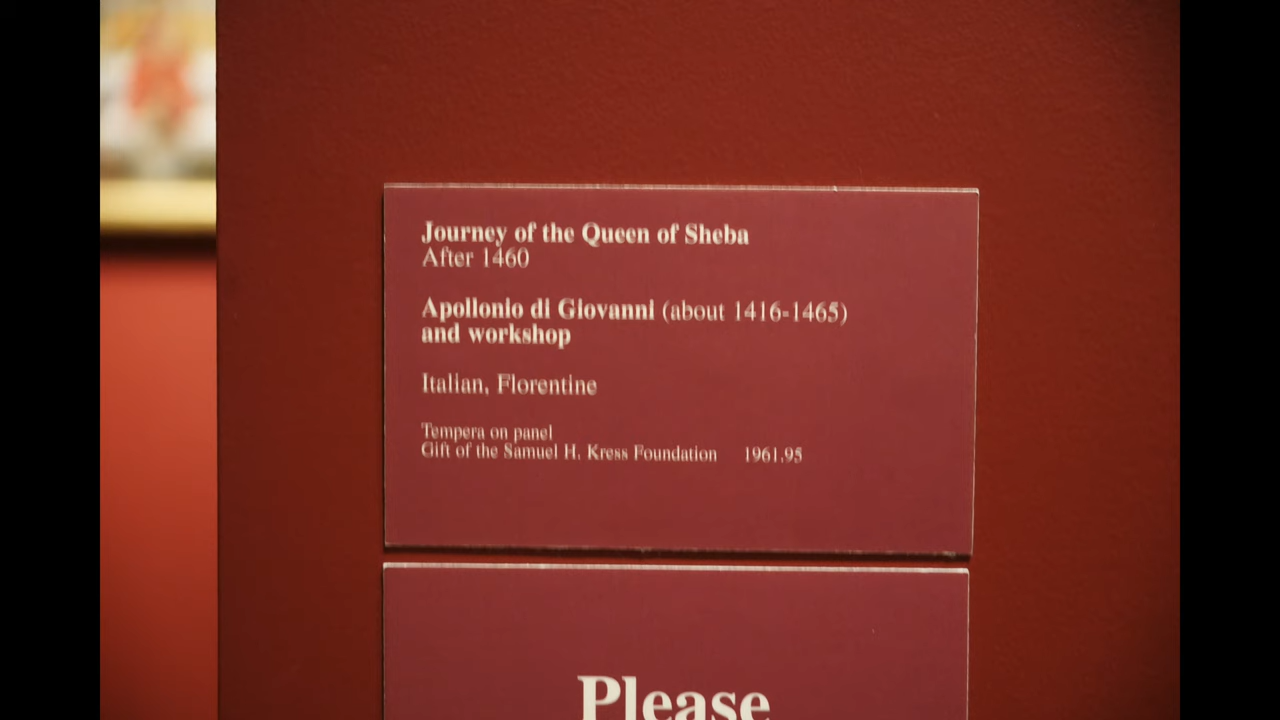 Journey of the Queen of Sheba
After 1460
Apollonio di Giovanni (about 1416-1465)
and workshop
Italian, Florentine
Tempera on panel
Gift of the Samuel H. Kress Foundation 1961.95
Please